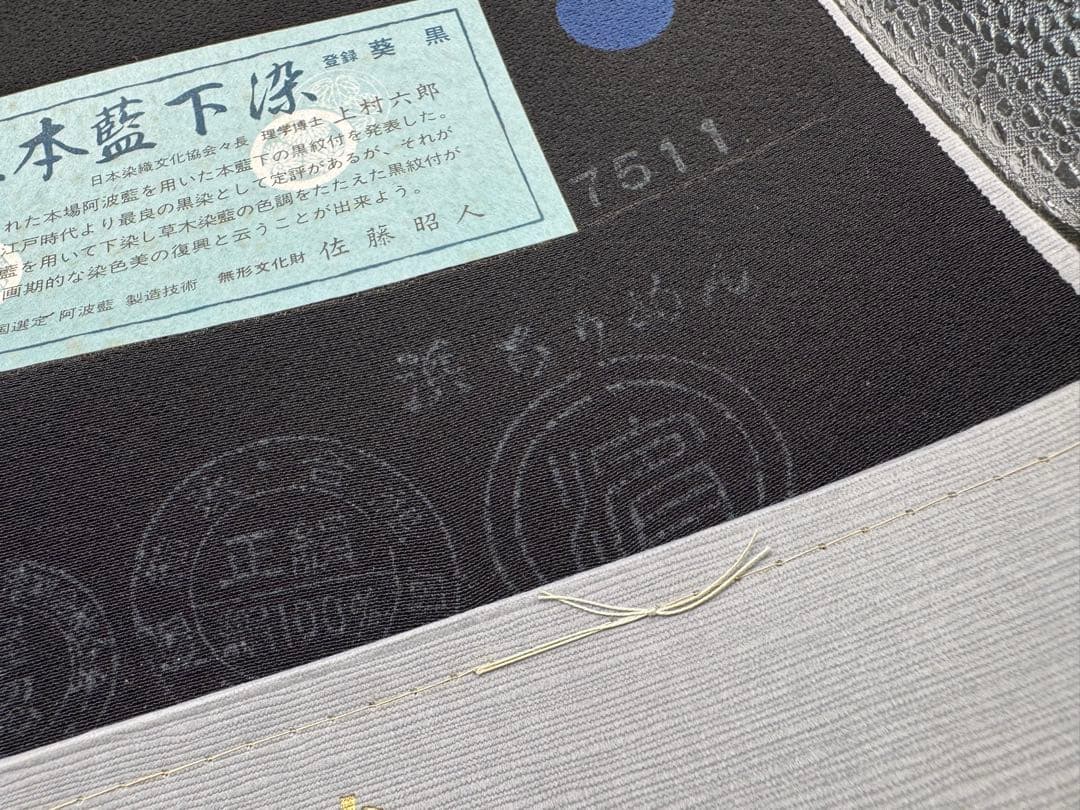 本藍下染
登録 葵 黒
日本染織文化協会々長 理学博士 上村六郎
れた本場阿波藍を用いた本藍下の黒紋付を発表した。
江戸時代より最良の黒染として定評があるが、それが
藍を用いて下染し草木染藍の色調をたたえた黒紋付が
画期的な染色美の復興と云うことが出来よう。
国選定 阿波藍 製造技術 無形文化財 佐藤昭人
7511
浜ちりめん
濱
正絹
絹100%